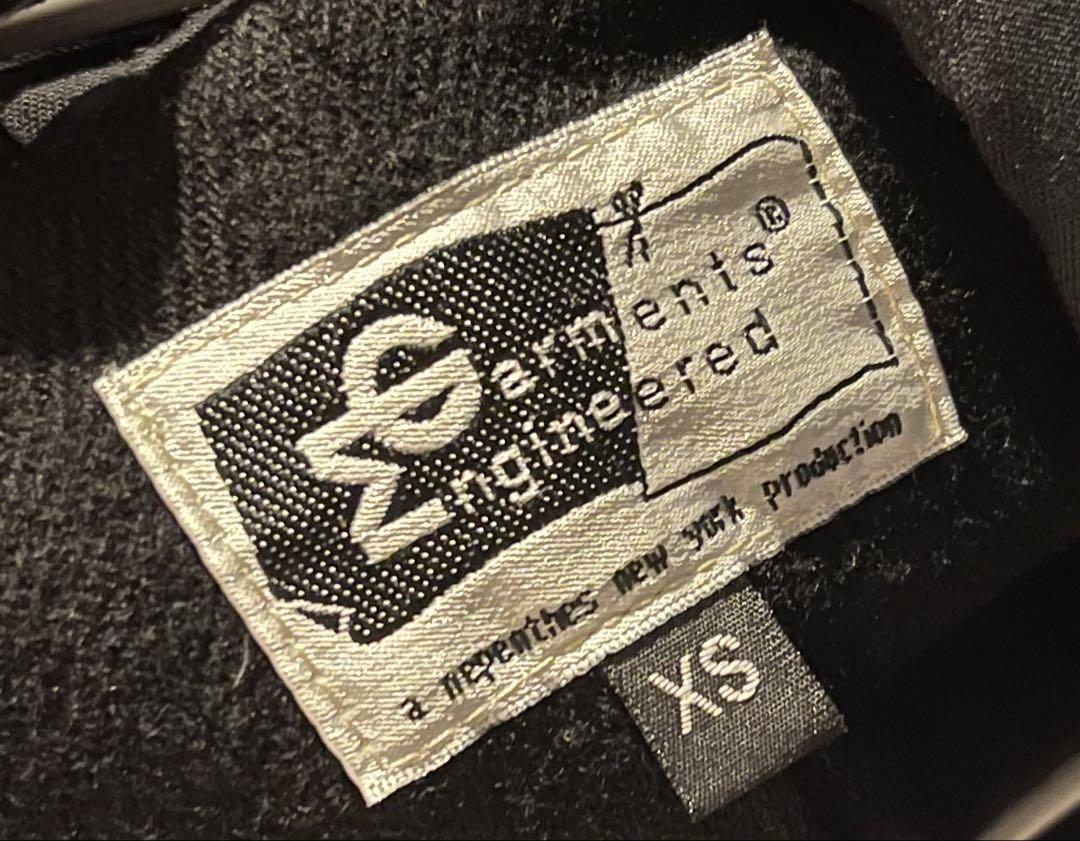 Garments®
Engineered
a nepenthes new york production
XS